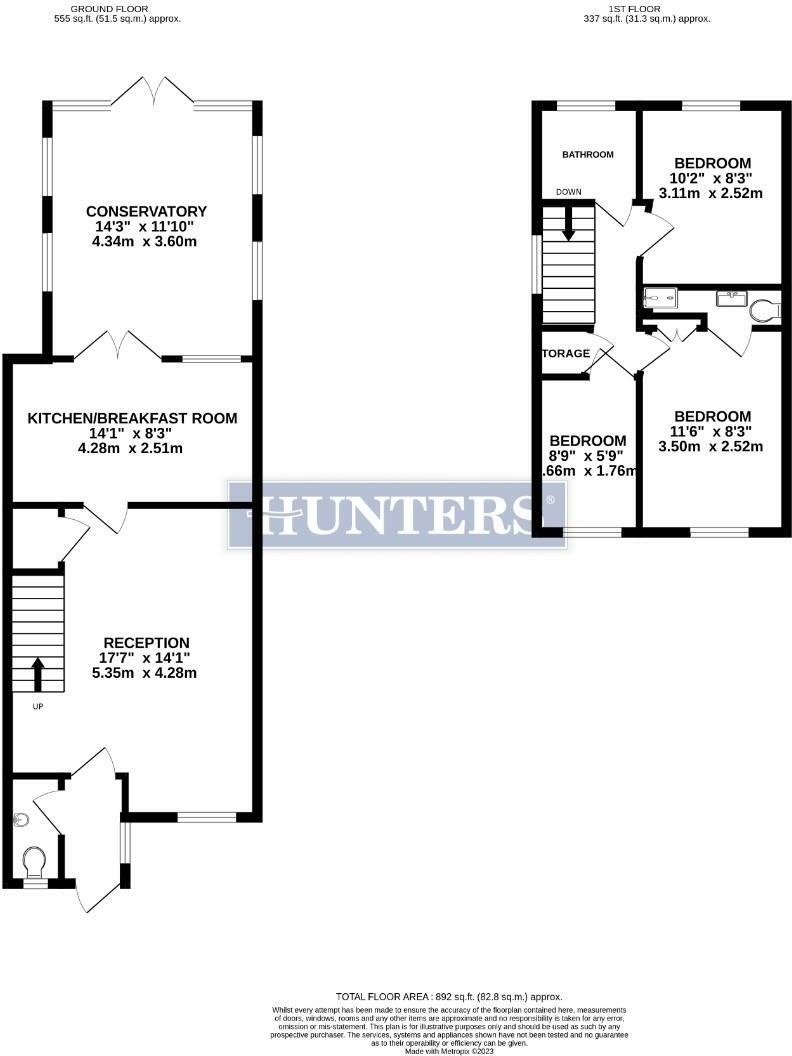 GROUND FLOOR
555 sq.ft. (51.5 sq.m.) approx.
1ST FLOOR
337 sq.ft. (31.3 sq.m.) approx.
CONSERVATORY
14'3" x 11'10"
4.34m x 3.60m
KITCHEN/BREAKFAST ROOM
14'1" x 8'3"
4.28m x 2.51m
RECEPTION
17'7" x 14'1"
5.35m x 4.28m
UP
BATHROOM
DOWN
BEDROOM
10'2" x 8'3"
3.11m x 2.52m
TORAGE
BEDROOM
8'9" x 5'9"
.66m x 1.76m
BEDROOM
11'6" x 8'3"
3.50m x 2.52m
HUNTERS®
TOTAL FLOOR AREA : 892 sq.ft. (82.8 sq.m.) approx.
Whilst every attempt has been made to ensure the accuracy of the floorplan contained here, measurements
of doors, windows, rooms and any other items are approximate and no responsibility is taken for any error,
omission or mis-statement. This plan is for illustrative purposes only and should be used as such by any
prospective purchaser. The services, systems and appliances shown have not been tested and no guarantee
as to their operability or efficiency can be given.
Made with Metropix ©2023